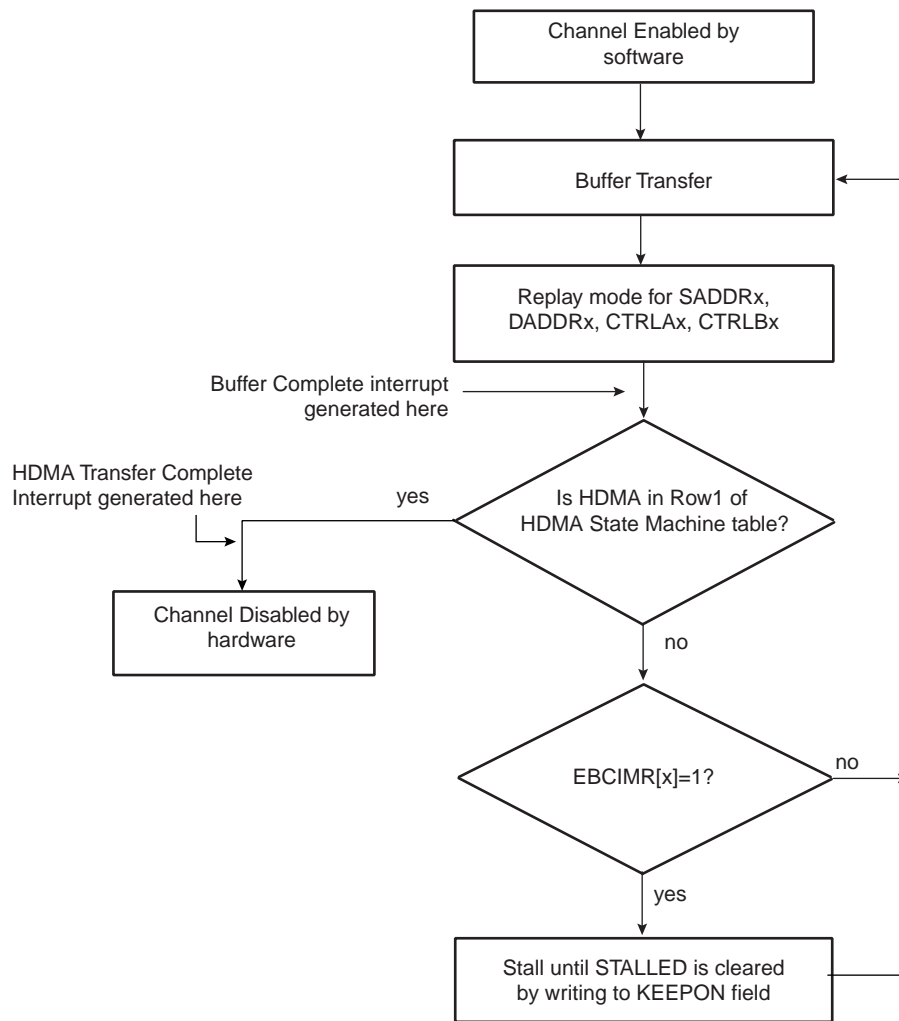 Channel Enabled by
software
Buffer Transfer
Replay mode for SADDRx,
DADDRx, CTRLAx, CTRLBx
Buffer Complete interrupt
generated here
HDMA Transfer Complete
Interrupt generated here
yes
Is HDMA in Row1 of
HDMA State Machine table?
Channel Disabled by
hardware
no
EBCIMR[x]=1?
no
yes
Stall until STALLED is cleared
by writing to KEEPON field